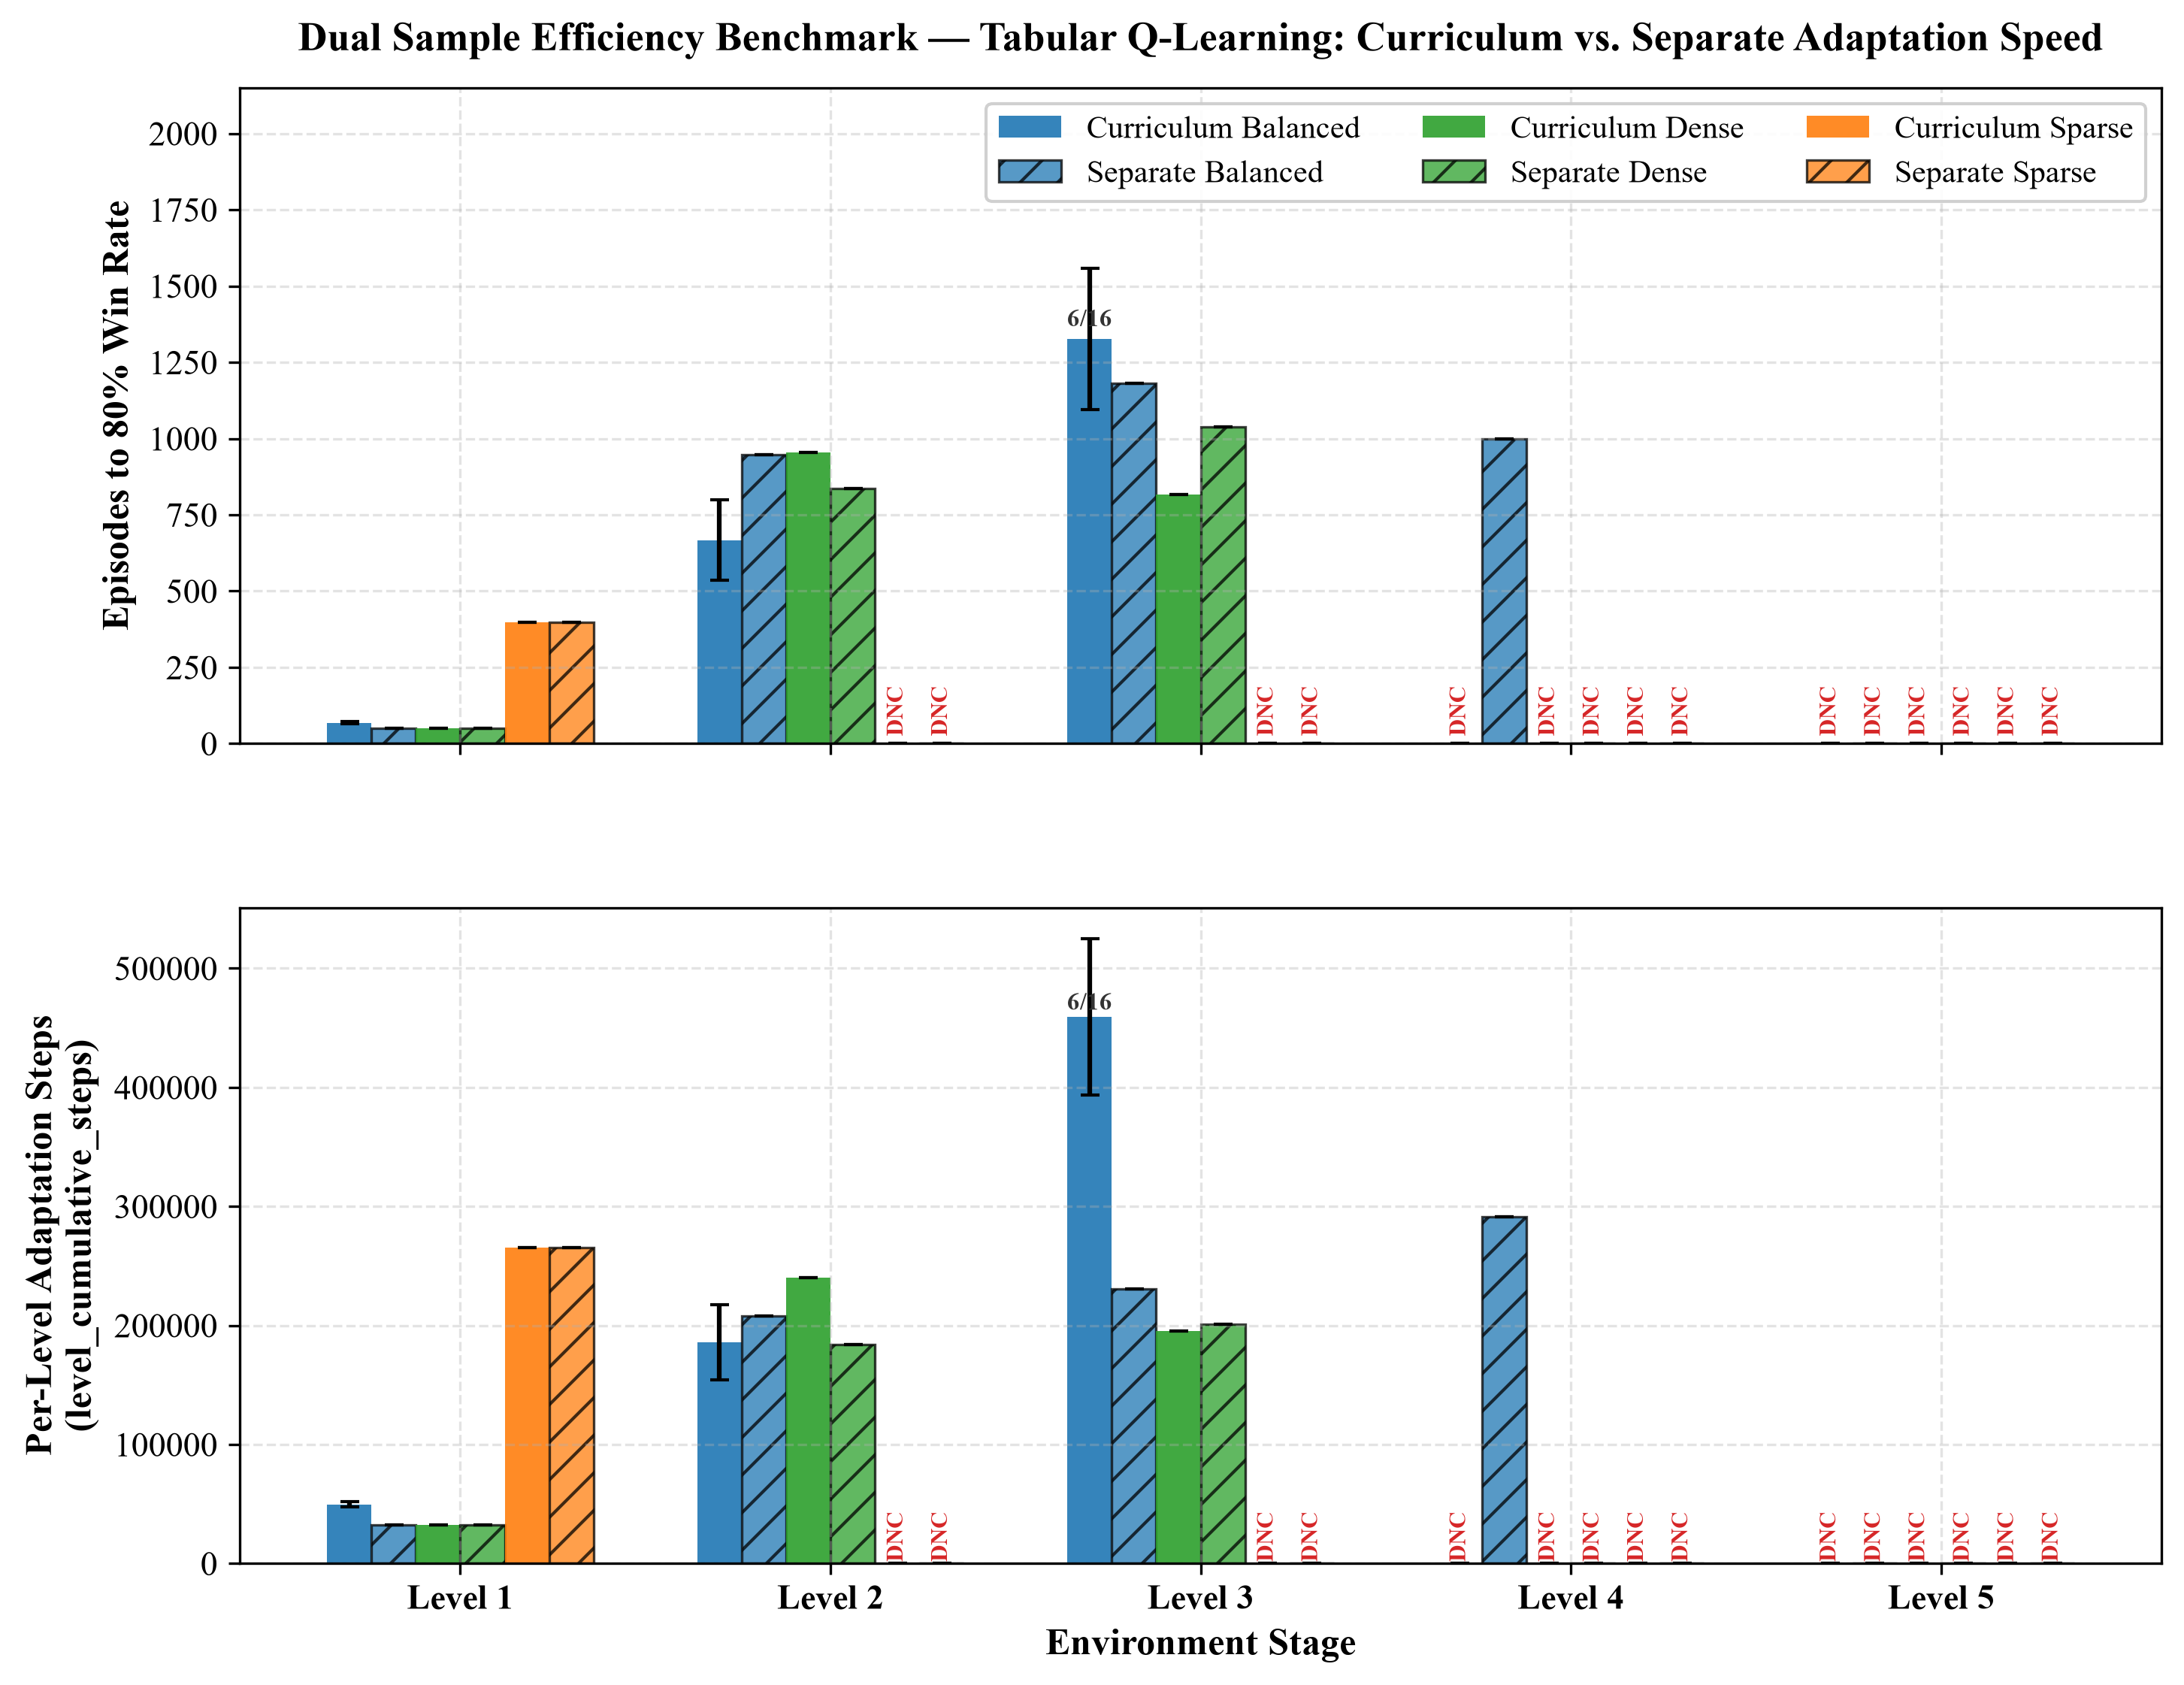 Dual Sample Efficiency Benchmark — Tabular Q-Learning: Curriculum vs. Separate Adaptation Speed
Curriculum Balanced
Curriculum Dense
Curriculum Sparse
Separate Balanced
Separate Dense
Separate Sparse
Episodes to 80% Win Rate
2000
1750
1500
1250
1000
750
500
250
0
6/16
DNC DNC
DNC DNC
DNC DNC DNC DNC DNC
DNC DNC DNC DNC DNC DNC
Per-Level Adaptation Steps
(level_cumulative_steps)
500000
400000
300000
200000
100000
0
6/16
DNC DNC
DNC DNC
DNC DNC DNC DNC DNC
DNC DNC DNC DNC DNC DNC
Level 1
Level 2
Level 3
Level 4
Level 5
Environment Stage